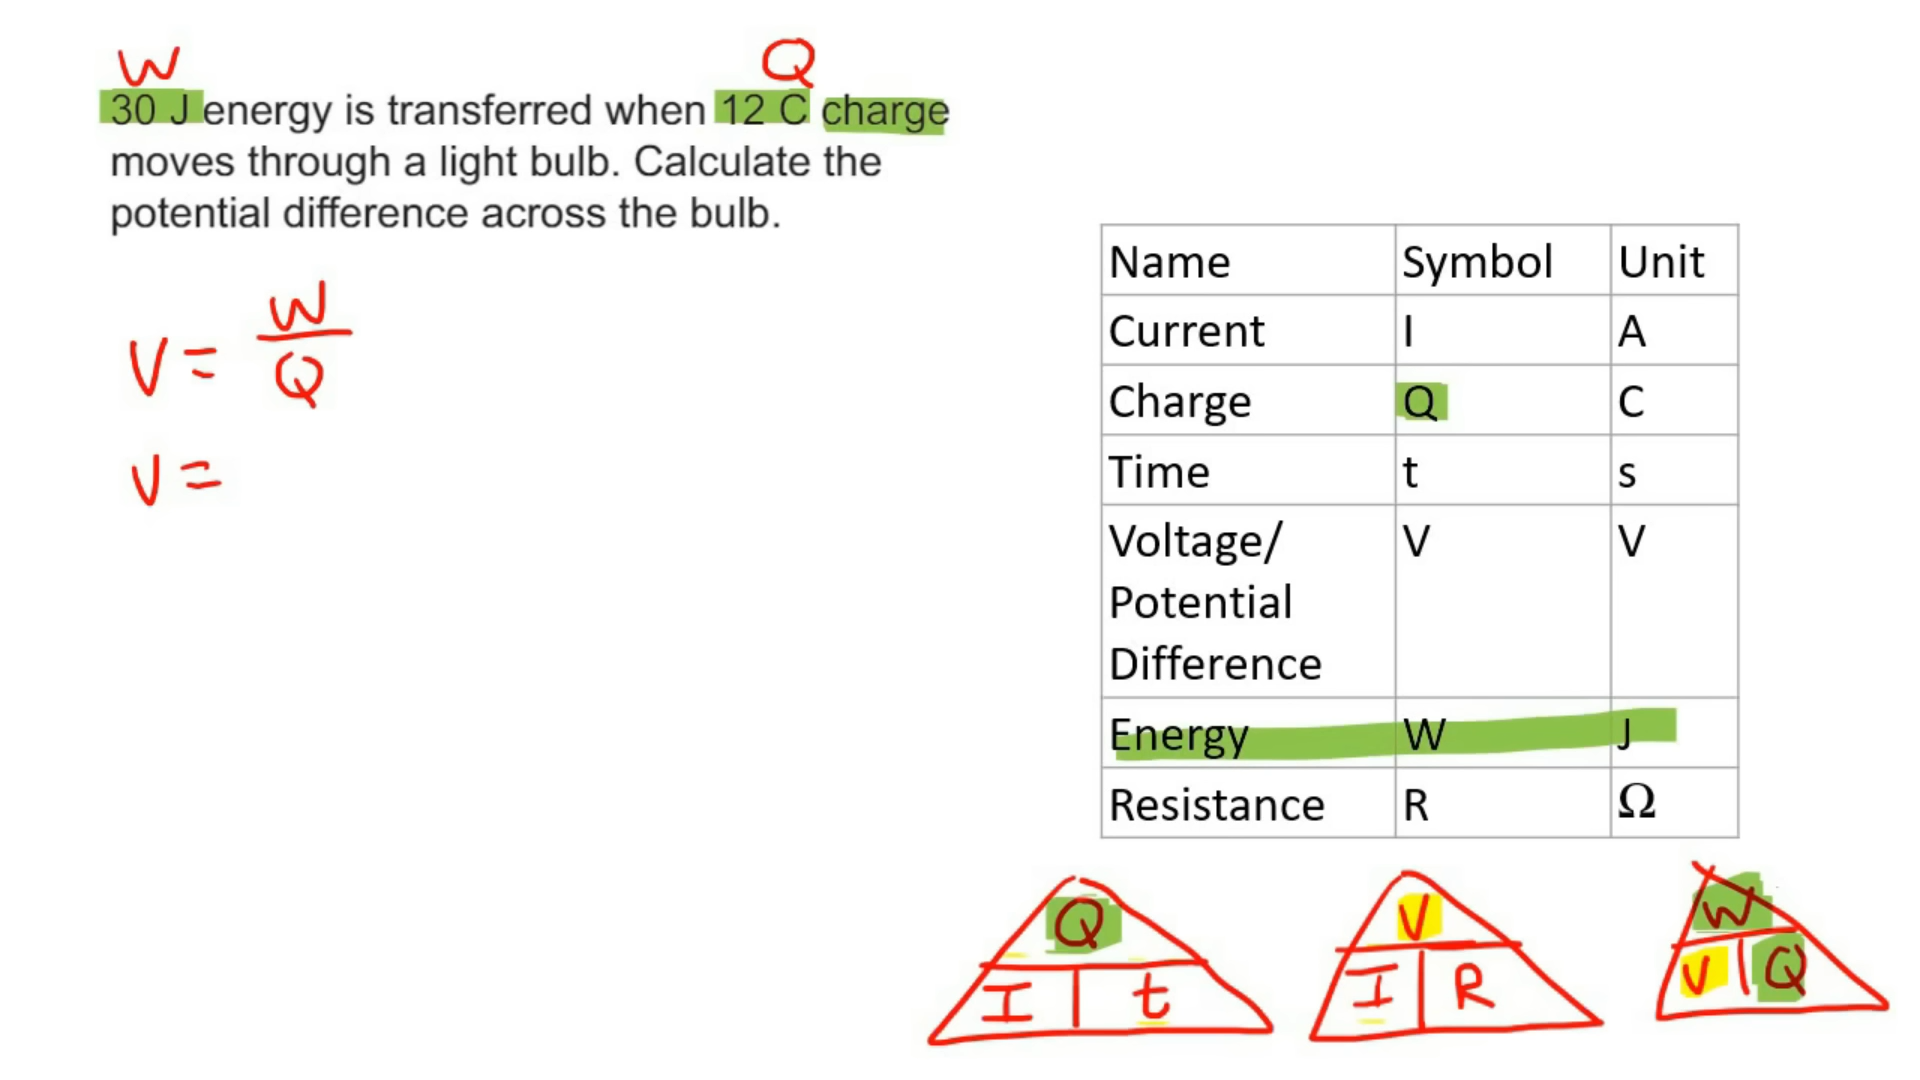 W Q
30 J energy is transferred when 12 C charge
moves through a light bulb. Calculate the
potential difference across the bulb.
V = W
Q
V =
Name Symbol Unit
Current I A
Charge Q C
Time t s
Voltage/ V V
Potential
Difference
Energy W J
Resistance R Ω
Q
I t
V
I R
W
V Q